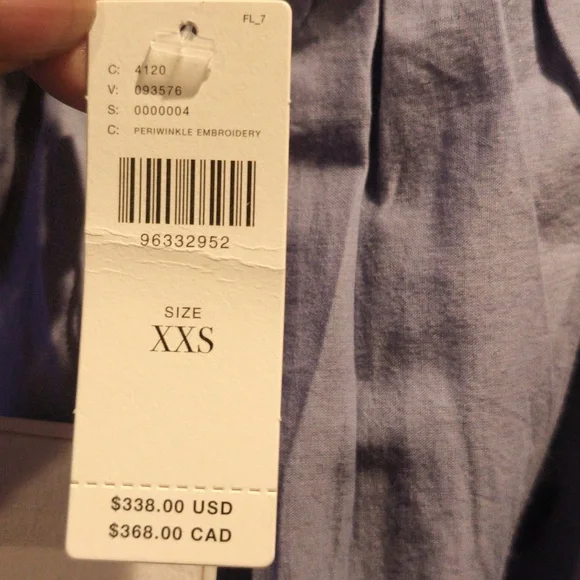 FL_7
C: 4120
V: 093576
S: 0000004
C: PERIWINKLE EMBROIDERY
96332952
SIZE
XXS
$338.00 USD
$368.00 CAD